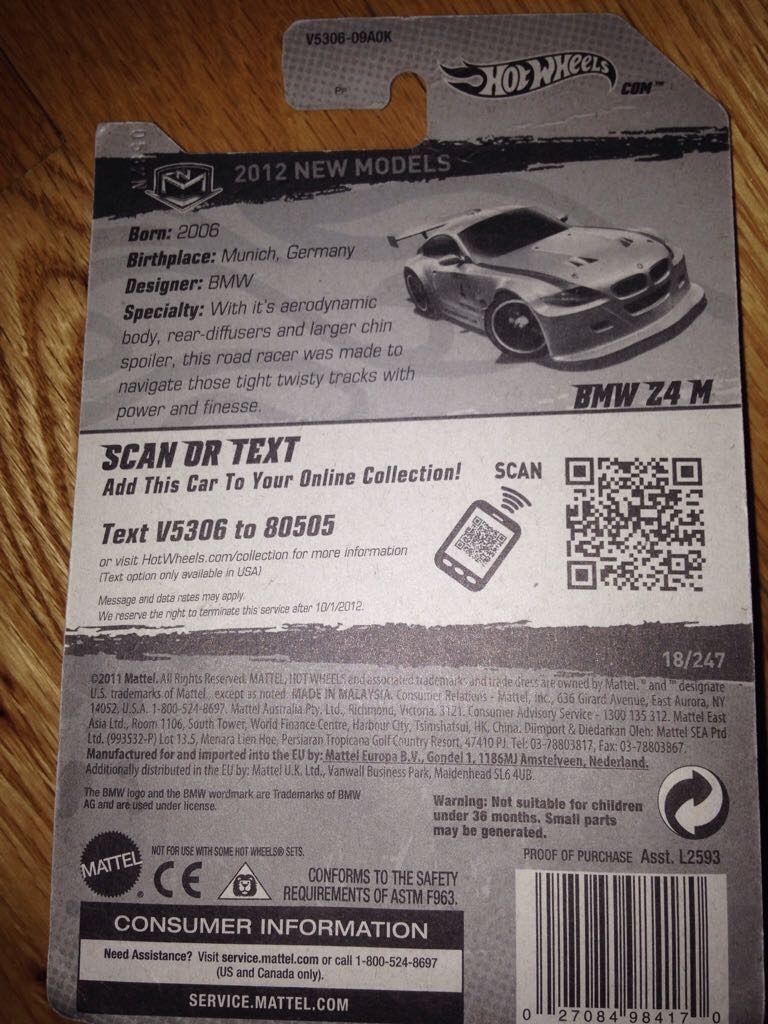 V5306-09A0K
HOT WHEELS
COM™
PP
2012 NEW MODELS
Born: 2006
Birthplace: Munich, Germany
Designer: BMW
Specialty: With it's aerodynamic
body, rear-diffusers and larger chin
spoiler, this road racer was made to
navigate those tight twisty tracks with
power and finesse.
BMW Z4 M
SCAN OR TEXT
Add This Car To Your Online Collection!
SCAN
Text V5306 to 80505
or visit HotWheels.com/collection for more information
(Text option only available in USA)
Message and data rates may apply.
We reserve the right to terminate this service after 10/1/2012.
18/247
©2011 Mattel. All Rights Reserved. MATTEL, HOT WHEELS and associated trademarks and trade dress are owned by Mattel. ® and ™ designate
U.S. trademarks of Mattel, except as noted. MADE IN MALAYSIA. Consumer Relations - Mattel, Inc., 636 Girard Avenue, East Aurora, NY
14052, U.S.A. 1-800-524-8697. Mattel Australia Pty. Ltd., Richmond, Victoria. 3121. Consumer Advisory Service - 1300 135 312. Mattel East
Asia Ltd., Room 1106, South Tower, World Finance Centre, Harbour City, Tsimshatsui, HK, China. Diimport & Diedarkan Oleh: Mattel SEA Ptd
Ltd. (993532-P) Lot 13.5, Menara Lien Hoe, Persiaran Tropicana Golf Country Resort, 47410 PJ. Tel: 03-78803817, Fax: 03-78803867.
Manufactured for and imported into the EU by: Mattel Europa B.V., Gondel 1, 1186MJ Amstelveen, Nederland.
Additionally distributed in the EU by: Mattel U.K. Ltd., Vanwall Business Park, Maidenhead SL6 4UB.
The BMW logo and the BMW wordmark are Trademarks of BMW
AG and are used under license.
Warning: Not suitable for children
under 36 months. Small parts
may be generated.
PROOF OF PURCHASE Asst. L2593
MATTEL
®
NOT FOR USE WITH SOME HOT WHEELS® SETS.
CE
CONFORMS TO THE SAFETY
REQUIREMENTS OF ASTM F963.
CONSUMER INFORMATION
Need Assistance? Visit service.mattel.com or call 1-800-524-8697
(US and Canada only).
SERVICE.MATTEL.COM
0 27084 98417 0